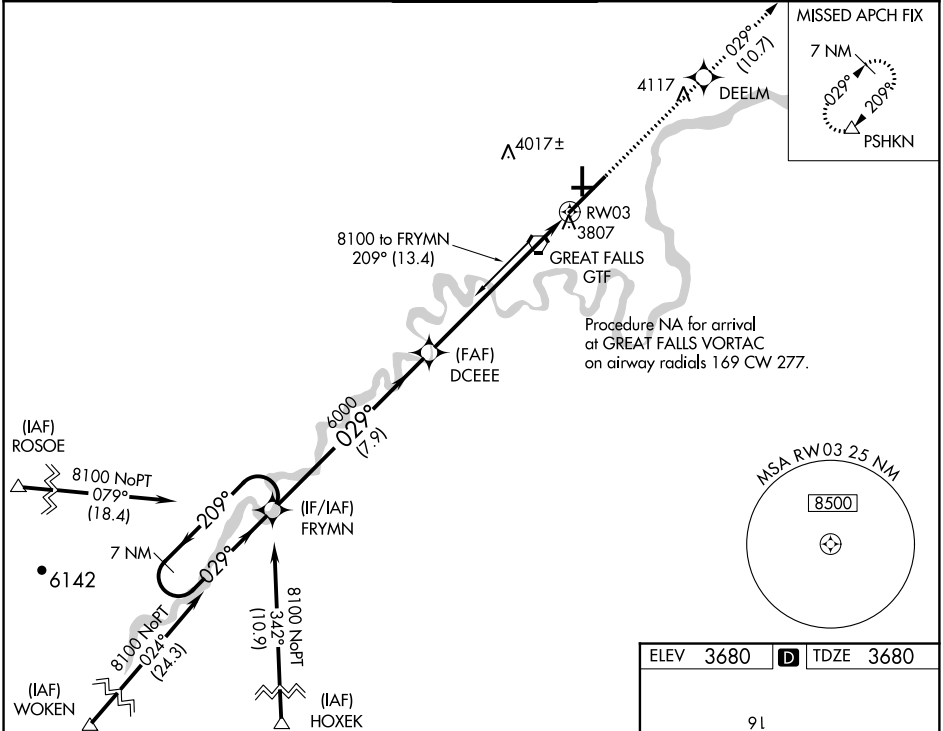 MISSED APCH FIX
7 NM
029°
209°
PSHKN
029°
(10.7)
4117
DEELM
4017±
RW03
3807
8100 to FRYMN
209° (13.4)
GREAT FALLS
GTF
Procedure NA for arrival
at GREAT FALLS VORTAC
on airway radials 169 CW 277.
(FAF)
DCEEE
6000
029°
(7.9)
(IAF)
ROSOE
8100 NoPT
079°
(18.4)
209°
(IF/IAF)
FRYMN
7 NM
029°
6142
8100 NoPT
024°
(24.3)
8100 NoPT
342°
(10.9)
(IAF)
WOKEN
(IAF)
HOXEK
MSA RW03 25 NM
8500
ELEV 3680 D TDZE 3680
91